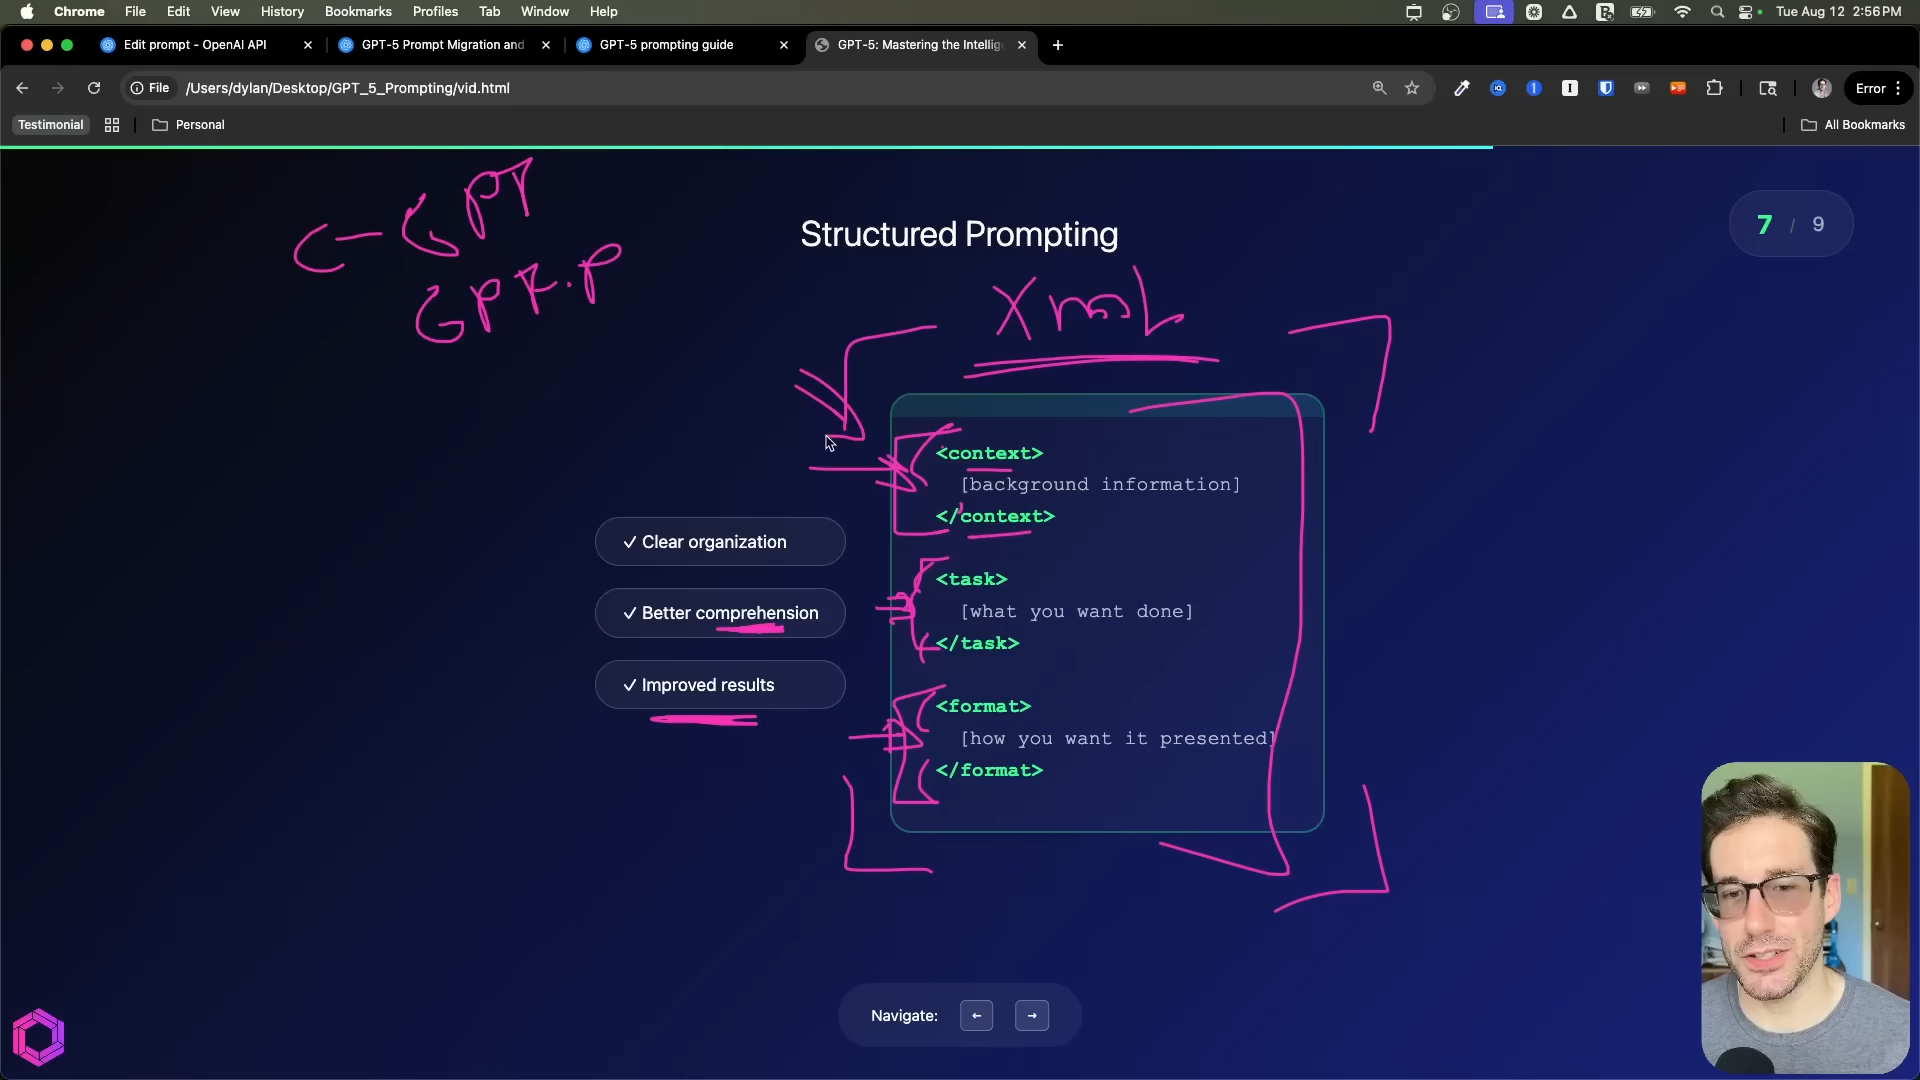 Chrome File Edit View History Bookmarks Profiles Tab Window Help
Tue Aug 12 2:56 PM
Edit prompt - OpenAI API
GPT-5 Prompt Migration and
GPT-5 prompting guide
GPT-5: Mastering the Intellig
File /Users/dylan/Desktop/GPT_5_Prompting/vid.html
Error
Testimonial
Personal
All Bookmarks
GPT
7 / 9
Structured Prompting
XmL
<context>
[background information]
</context>
✓ Clear organization
<task>
✓ Better comprehension
[what you want done]
</task>
✓ Improved results
<format>
[how you want it presented]
</format>
Navigate: ← →